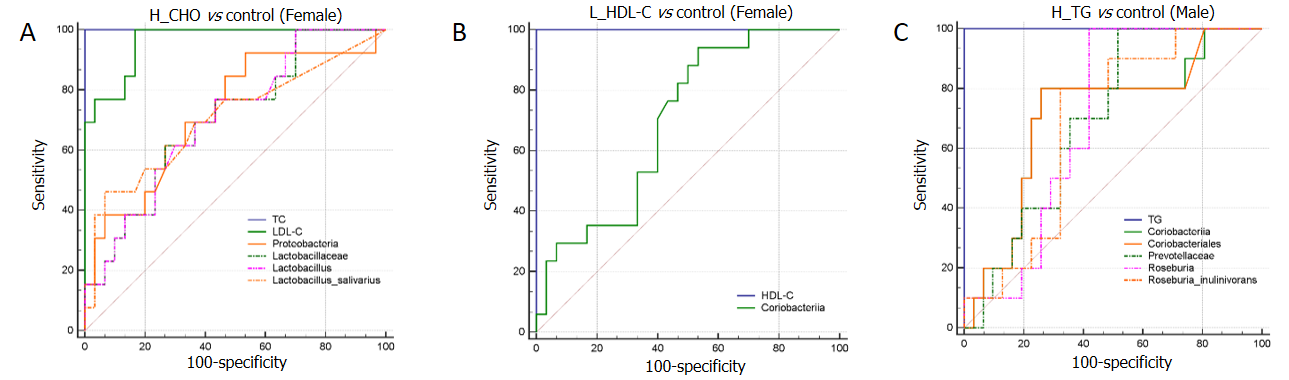 A
H_CHO vs control (Female)
100
80
60
40
20
0
Sensitivity
TC
LDL-C
Proteobacteria
Lactobacillaceae
Lactobacillus
Lactobacillus_salivarius
0 20 40 60 80 100
100-specificity
B
L_HDL-C vs control (Female)
100
80
60
40
20
0
Sensitivity
HDL-C
Coriobacteriia
0 20 40 60 80 100
100-specificity
C
H_TG vs control (Male)
100
80
60
40
20
0
Sensitivity
TG
Coriobacteriia
Coriobacteriales
Prevotellaceae
Roseburia
Roseburia_inulinivorans
0 20 40 60 80 100
100-specificity